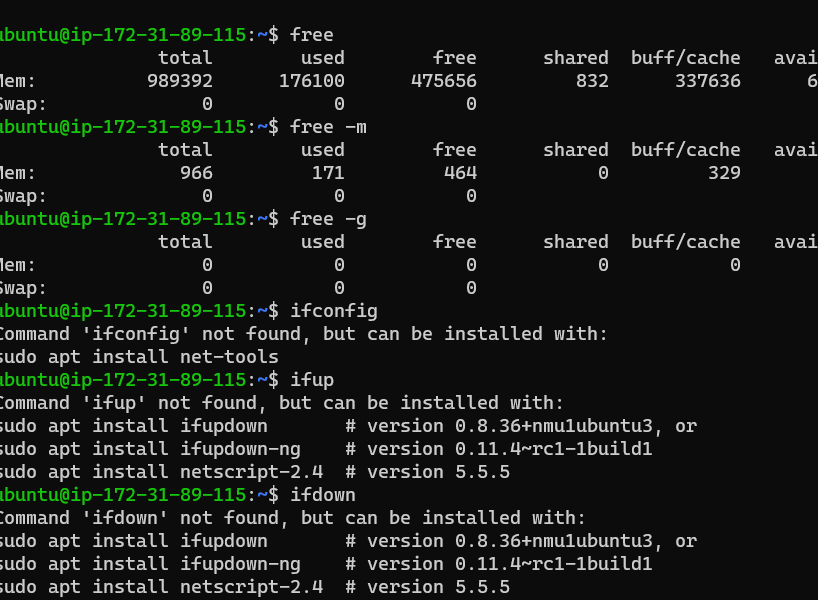 ubuntu@ip-172-31-89-115:~$ free
total used free shared buff/cache avai
Mem: 989392 176100 475656 832 337636 6
Swap: 0 0 0
ubuntu@ip-172-31-89-115:~$ free -m
total used free shared buff/cache avai
Mem: 966 171 464 0 329
Swap: 0 0 0
ubuntu@ip-172-31-89-115:~$ free -g
total used free shared buff/cache avai
Mem: 0 0 0 0 0
Swap: 0 0 0
ubuntu@ip-172-31-89-115:~$ ifconfig
Command 'ifconfig' not found, but can be installed with:
sudo apt install net-tools
ubuntu@ip-172-31-89-115:~$ ifup
Command 'ifup' not found, but can be installed with:
sudo apt install ifupdown # version 0.8.36+nmu1ubuntu3, or
sudo apt install ifupdown-ng # version 0.11.4~rc1-1build1
sudo apt install netscript-2.4 # version 5.5.5
ubuntu@ip-172-31-89-115:~$ ifdown
Command 'ifdown' not found, but can be installed with:
sudo apt install ifupdown # version 0.8.36+nmu1ubuntu3, or
sudo apt install ifupdown-ng # version 0.11.4~rc1-1build1
sudo apt install netscript-2.4 # version 5.5.5